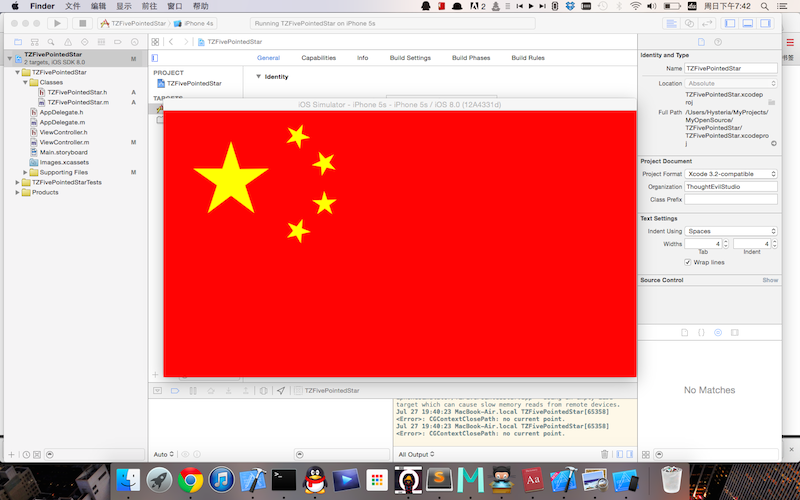 Finder 文件 编辑 显示 前往 窗口 帮助
2
周日下午7:42
TZFivePointedStar
iPhone 4s
Running TZFivePointedStar on iPhone 5s
TZFivePointedStar
2 targets, iOS SDK 8.0
M
TZFivePointedStar
Classes
TZFivePointedStar.h
A
TZFivePointedStar.m
A
AppDelegate.h
AppDelegate.m
ViewController.h
ViewController.m
M
Main.storyboard
Images.xcassets
Supporting Files
M
TZFivePointedStarTests
Products
TZFivePointedStar
General
Capabilities
Info
Build Settings
Build Phases
Build Rules
PROJECT
TZFivePointedStar
TARGETS
Identity
iOS Simulator - iPhone 5s - iPhone 5s / iOS 8.0 (12A4331d)
Identity and Type
Name
TZFivePointedStar
Location
Absolute
TZFivePointedStar.xcodeproj
Full Path
/Users/Hysteria/MyProjects/
MyOpenSource/
TZFivePointedStar/
TZFivePointedStar.xcodepro
j
Project Document
Project Format
Xcode 3.2-compatible
Organization
ThoughtEvilStudio
Class Prefix
Text Settings
Indent Using
Spaces
Widths
4
4
Tab
Indent
Wrap lines
Source Control
Show
No Matches
书签
TZFivePointedStar
target which can cause slow memory reads from remote devices.
Jul 27 19:40:23 MacBook-Air.local TZFivePointedStar[65358]
<Error>: CGContextClosePath: no current point.
Jul 27 19:40:23 MacBook-Air.local TZFivePointedStar[65358]
<Error>: CGContextClosePath: no current point.
Auto
All Output
Aa